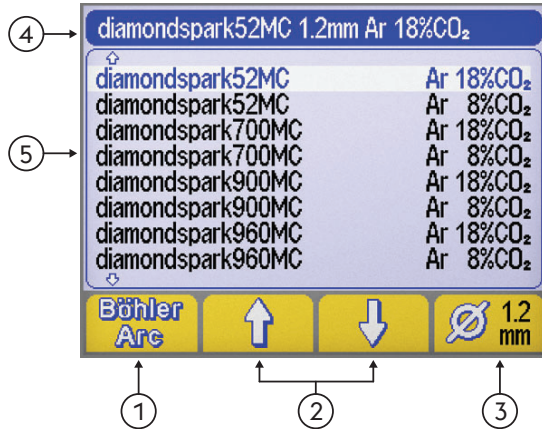 ④
diamondspark52MC 1.2mm Ar 18%CO₂
⑤
diamondspark52MC Ar 18%CO₂
diamondspark52MC Ar 8%CO₂
diamondspark700MC Ar 18%CO₂
diamondspark700MC Ar 8%CO₂
diamondspark900MC Ar 18%CO₂
diamondspark900MC Ar 8%CO₂
diamondspark960MC Ar 18%CO₂
diamondspark960MC Ar 8%CO₂
Böhler
Arc
Ø 1.2
mm
① ② ③